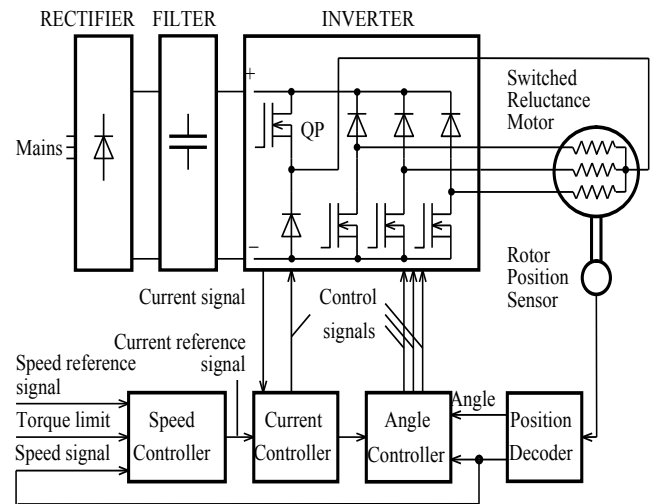 RECTIFIER FILTER INVERTER
+
QP
−
Mains
Switched
Reluctance
Motor
Rotor
Position
Sensor
Current signal
Control
signals
Current reference
signal
Speed reference
signal
Torque limit
Speed signal
Speed
Controller
Current
Controller
Angle
Controller
Angle
Position
Decoder